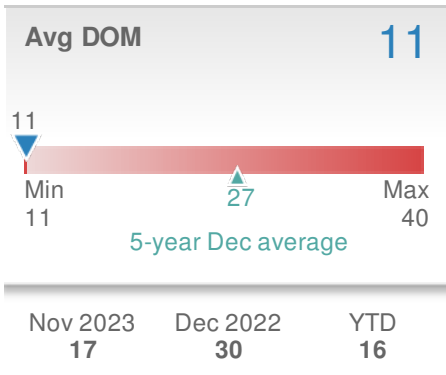 Avg DOM 11
11
Min Max
11 27 40
5-year Dec average
Nov 2023 Dec 2022 YTD
17 30 16